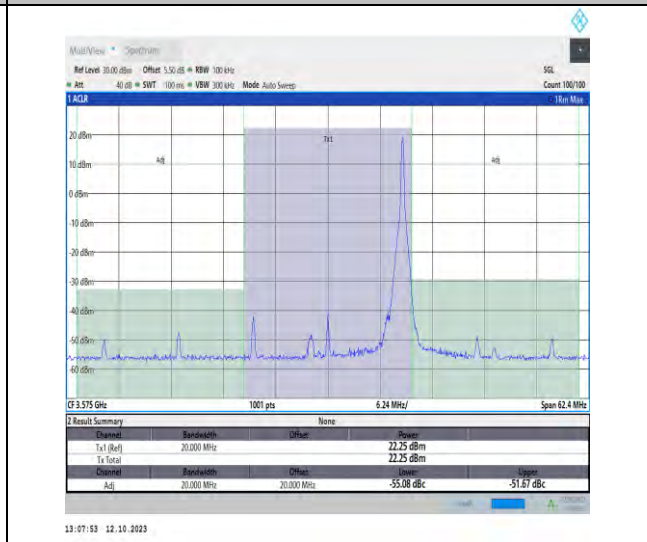 MultiView Spectrum
Ref Level 30.00 dBm Offset 5.50 dB RBW 100 kHz SGL
Att 40 dB SWT 100 ms VBW 300 kHz Mode Auto Sweep Count 100/100
1 ACLR 1Rm Max
20 dBm
Tx1
10 dBm Adj Adj
0 dBm
-10 dBm
-20 dBm
-30 dBm
-40 dBm
-50 dBm
-60 dBm
CF 3.575 GHz 1001 pts 6.24 MHz/ Span 62.4 MHz
2 Result Summary None
Channel Bandwidth Offset Power
Tx1 (Ref) 20.000 MHz 22.25 dBm
Tx Total 22.25 dBm
Channel Bandwidth Offset Lower Upper
Adj 20.000 MHz 20.000 MHz -55.08 dBc -51.67 dBc
13:07:53 12.10.2023